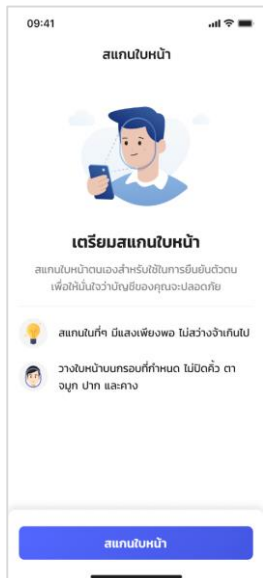 09:41
สแกนใบหน้า
เตรียมสแกนใบหน้า
สแกนใบหน้าตนเองสำหรับใช้ในการยืนยันตัวตน
เพื่อให้มั่นใจว่าบัญชีของคุณจะปลอดภัย
สแกนในที่ๆ มีแสงเพียงพอ ไม่สว่างจ้าเกินไป
วางใบหน้าบนกรอบที่กำหนด ไม่ปิดคิ้ว ตา
จมูก ปาก และคาง
สแกนใบหน้า